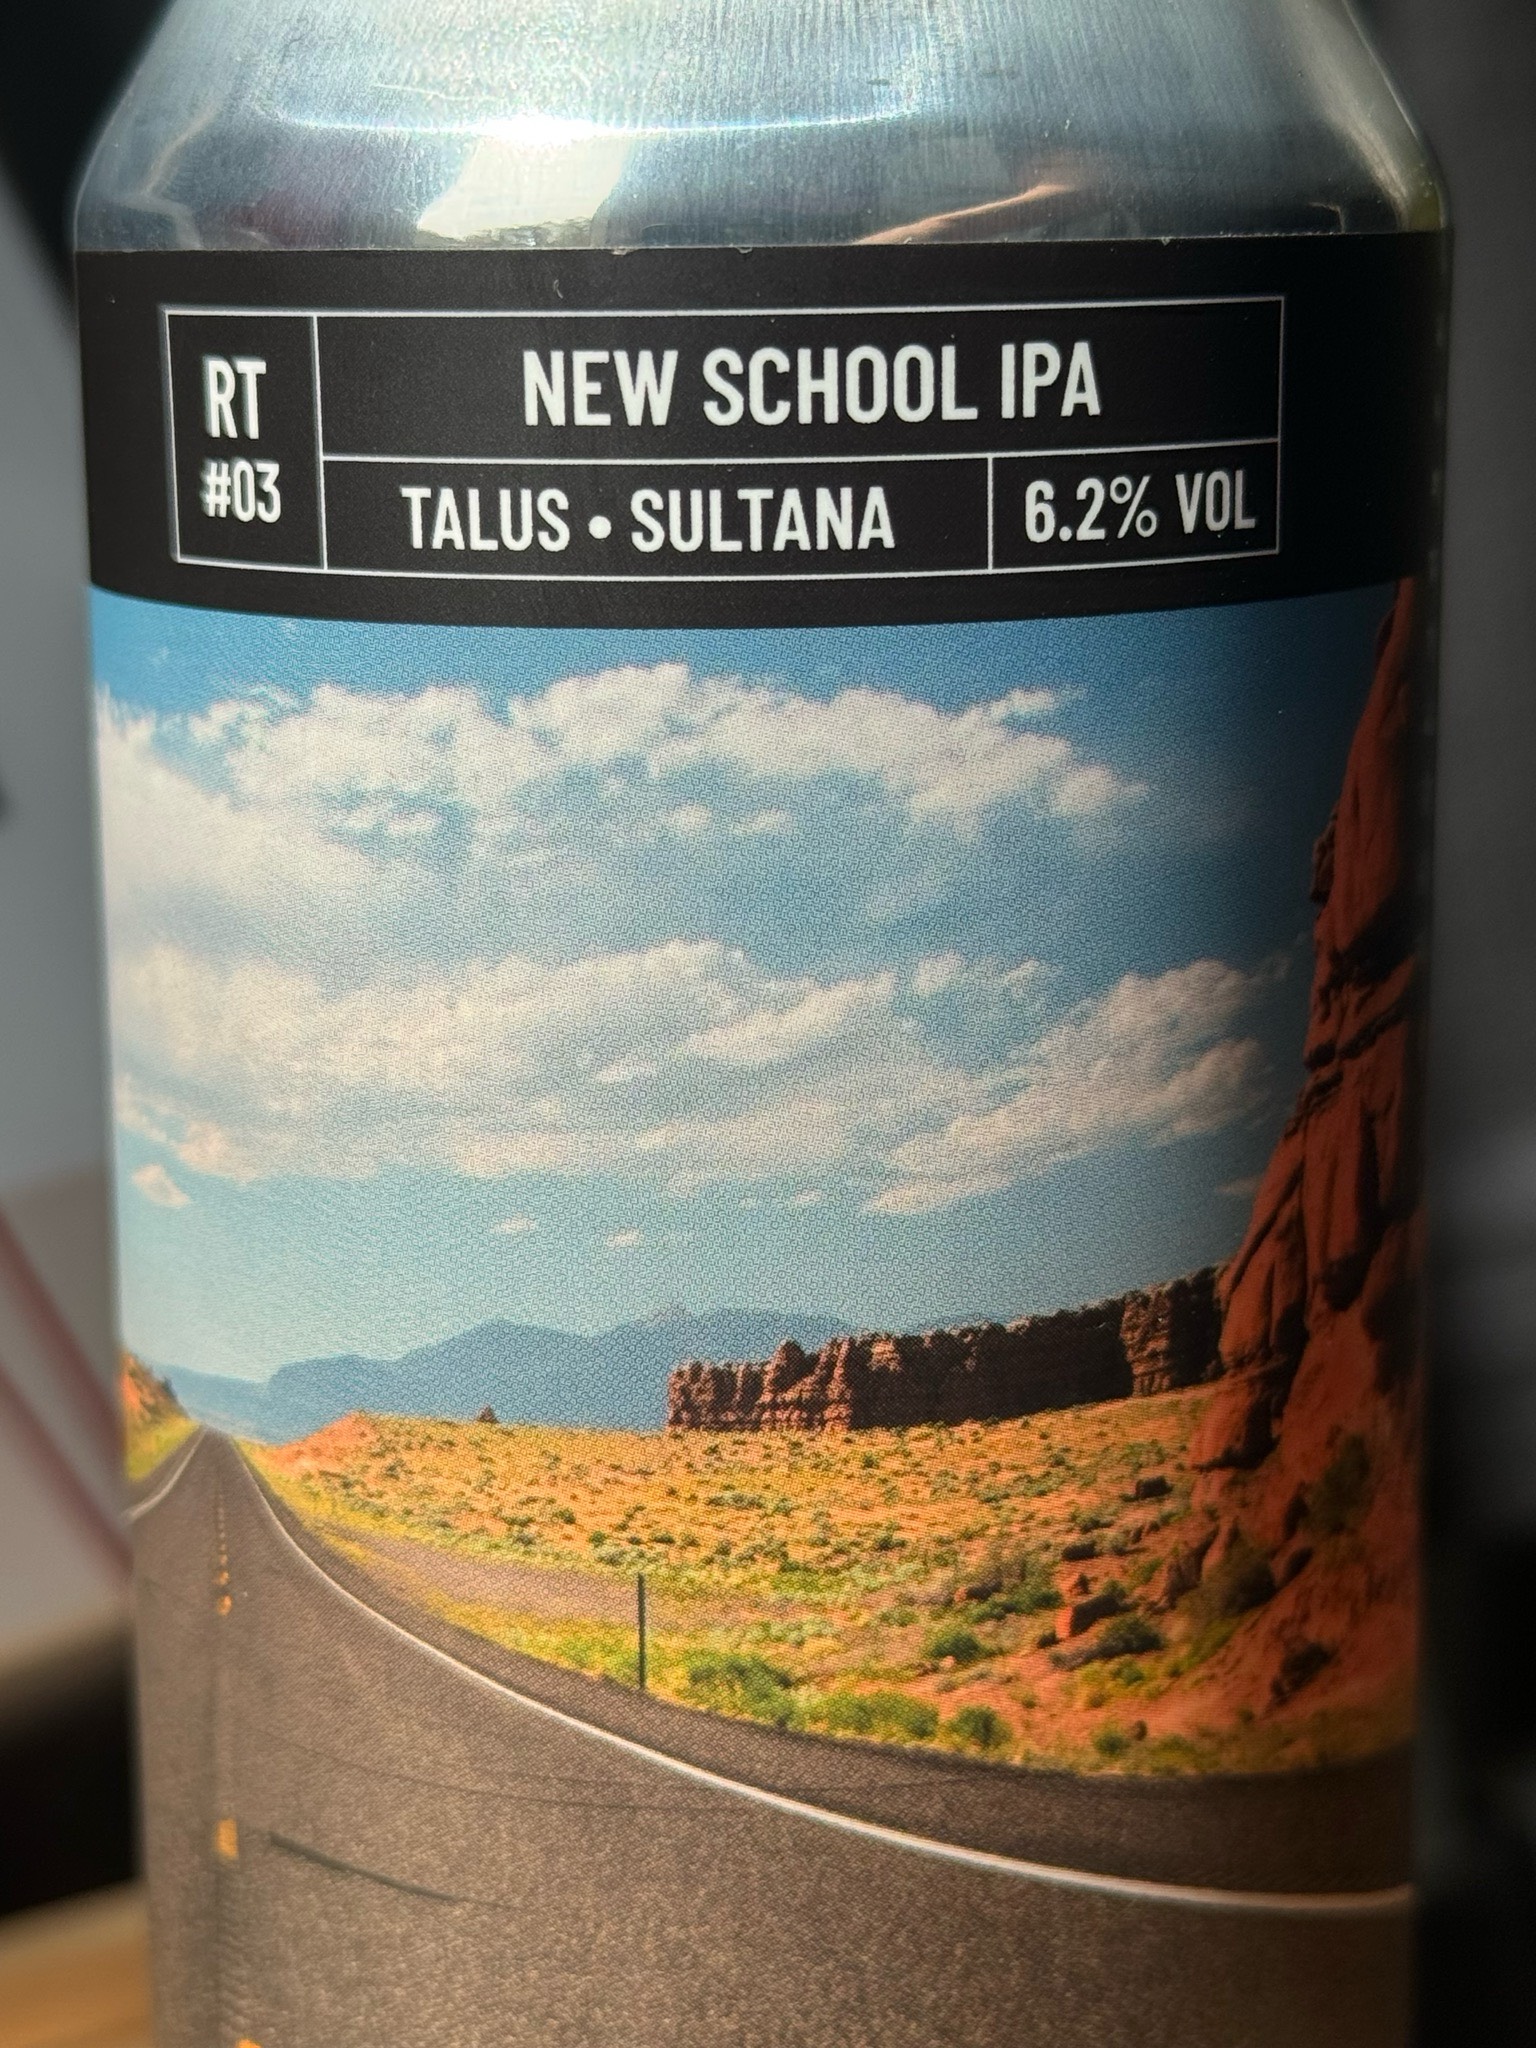 RT
#03
NEW SCHOOL IPA
TALUS • SULTANA
6.2% VOL